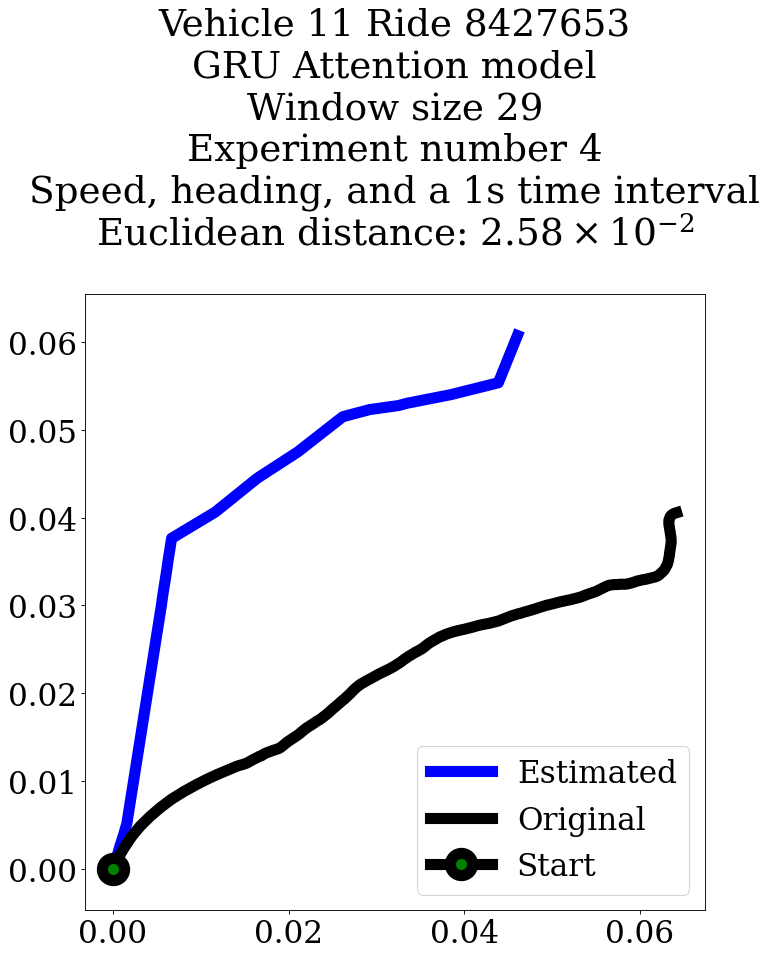 Vehicle 11 Ride 8427653
GRU Attention model
Window size 29
Experiment number 4
Speed, heading, and a 1s time interval
Euclidean distance: 2.58 × 10⁻²
0.06
0.05
0.04
0.03
0.02
0.01
0.00
Estimated
Original
Start
0.00 0.02 0.04 0.06